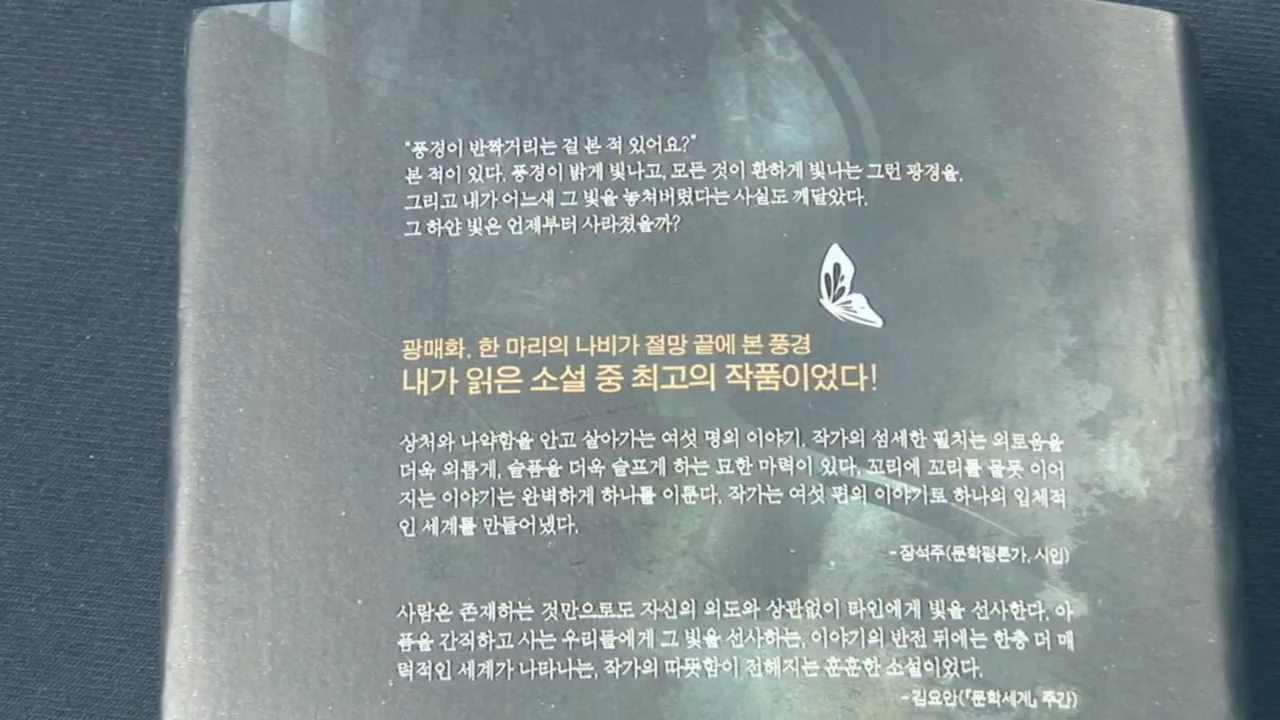 "풍경이 반짝거리는 걸 본 적 있어요?"
본 적이 있다. 풍경이 밝게 빛나고, 모든 것이 환하게 빛나는 그런 광경을.
그리고 내가 어느새 그 빛을 놓쳐버렸다는 사실도 깨달았다.
그 하얀 빛은 언제부터 사라졌을까?
광매화, 한 마리의 나비가 절망 끝에 본 풍경
내가 읽은 소설 중 최고의 작품이었다!
상처와 나약함을 안고 살아가는 여섯 명의 이야기. 작가의 섬세한 필치는 외로움을
더욱 외롭게, 슬픔을 더욱 슬프게 하는 묘한 마력이 있다. 꼬리에 꼬리를 물듯 이어
지는 이야기는 완벽하게 하나를 이룬다. 작가는 여섯 편의 이야기로 하나의 입체적
인 세계를 만들어냈다.
- 장석주(문학평론가, 시인)
사람은 존재하는 것만으로도 자신의 의도와 상관없이 타인에게 빛을 선사한다. 아
픔을 간직하고 사는 우리들에게 그 빛을 선사하는, 이야기의 반전 뒤에는 한층 더 매
력적인 세계가 나타나는, 작가의 따뜻함이 전해지는 훈훈한 소설이었다.
- 김요안(『문학세계』 주간)